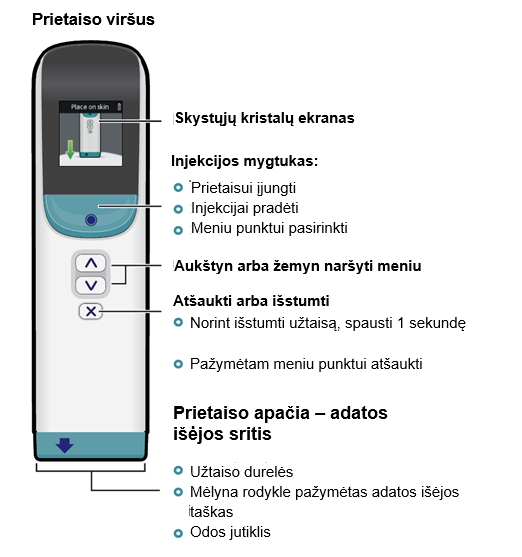 Prietaiso viršus
Place on skin
Skystųjų kristalų ekranas
Injekcijos mygtukas:
Prietaisui įjungti
Injekcijai pradėti
Meniu punktui pasirinkti
Aukštyn arba žemyn naršyti meniu
Atšaukti arba išstumti
Norint išstumti užtaisą, spausti 1 sekundę
Pažymėtam meniu punktui atšaukti
Prietaiso apačia – adatos
išėjos sritis
Užtaiso durelės
Mėlyna rodykle pažymėtas adatos išėjos
taškas
Odos jutiklis